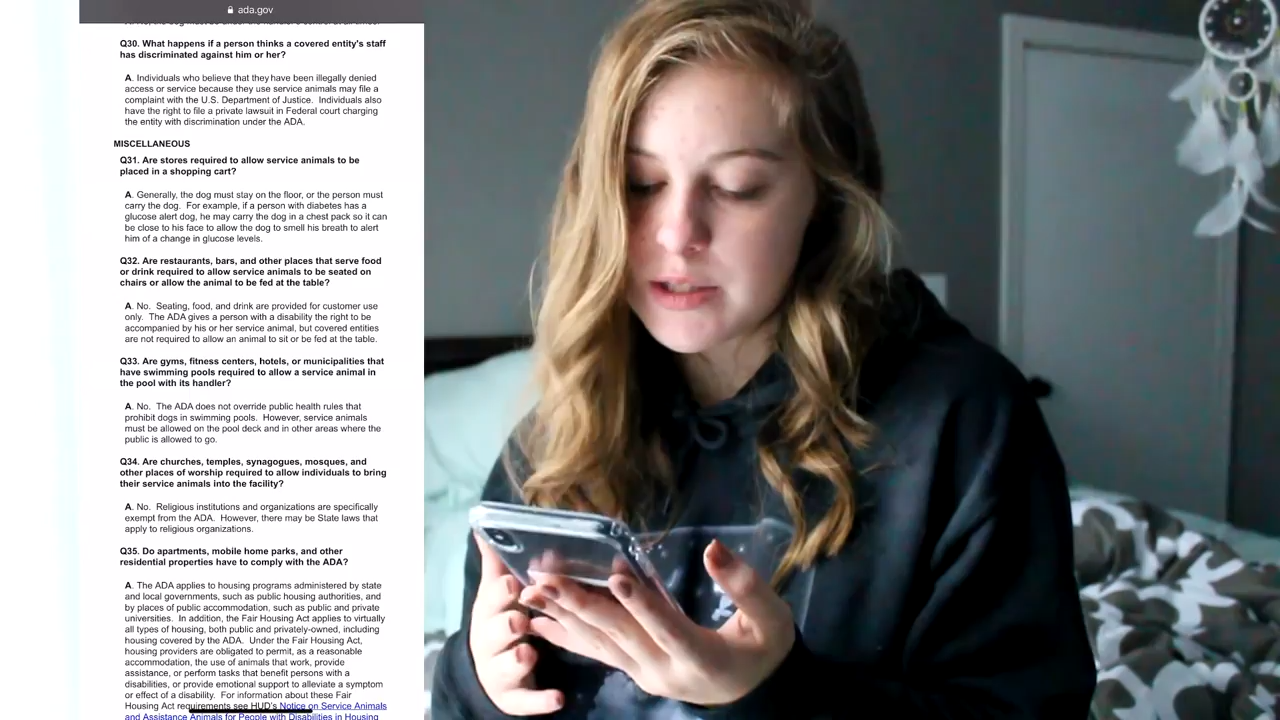 ada.gov
Q30. What happens if a person thinks a covered entity's staff
has discriminated against him or her?
A. Individuals who believe that they have been illegally denied
access or service because they use service animals may file a
complaint with the U.S. Department of Justice.  Individuals also
have the right to file a private lawsuit in Federal court charging
the entity with discrimination under the ADA.
MISCELLANEOUS
Q31. Are stores required to allow service animals to be
placed in a shopping cart?
A. Generally, the dog must stay on the floor, or the person must
carry the dog.  For example, if a person with diabetes has a
glucose alert dog, he may carry the dog in a chest pack so it can
be close to his face to allow the dog to smell his breath to alert
him of a change in glucose levels.
Q32. Are restaurants, bars, and other places that serve food
or drink required to allow service animals to be seated on
chairs or allow the animal to be fed at the table?
A. No.  Seating, food, and drink are provided for customer use
only.  The ADA gives a person with a disability the right to be
accompanied by his or her service animal, but covered entities
are not required to allow an animal to sit or be fed at the table.
Q33. Are gyms, fitness centers, hotels, or municipalities that
have swimming pools required to allow a service animal in
the pool with its handler?
A. No.  The ADA does not override public health rules that
prohibit dogs in swimming pools.  However, service animals
must be allowed on the pool deck and in other areas where the
public is allowed to go.
Q34. Are churches, temples, synagogues, mosques, and
other places of worship required to allow individuals to bring
their service animals into the facility?
A. No.  Religious institutions and organizations are specifically
exempt from the ADA.  However, there may be State laws that
apply to religious organizations.
Q35. Do apartments, mobile home parks, and other
residential properties have to comply with the ADA?
A. The ADA applies to housing programs administered by state
and local governments, such as public housing authorities, and
by places of public accommodation, such as public and private
universities.  In addition, the Fair Housing Act applies to virtually
all types of housing, both public and privately-owned, including
housing covered by the ADA.  Under the Fair Housing Act,
housing providers are obligated to permit, as a reasonable
accommodation, the use of animals that work, provide
assistance, or perform tasks that benefit persons with a
disabilities, or provide emotional support to alleviate a symptom
or effect of a disability.  For information about these Fair
Housing Act requirements see HUD's Notice on Service Animals
and Assistance Animals for People with Disabilities in Housing